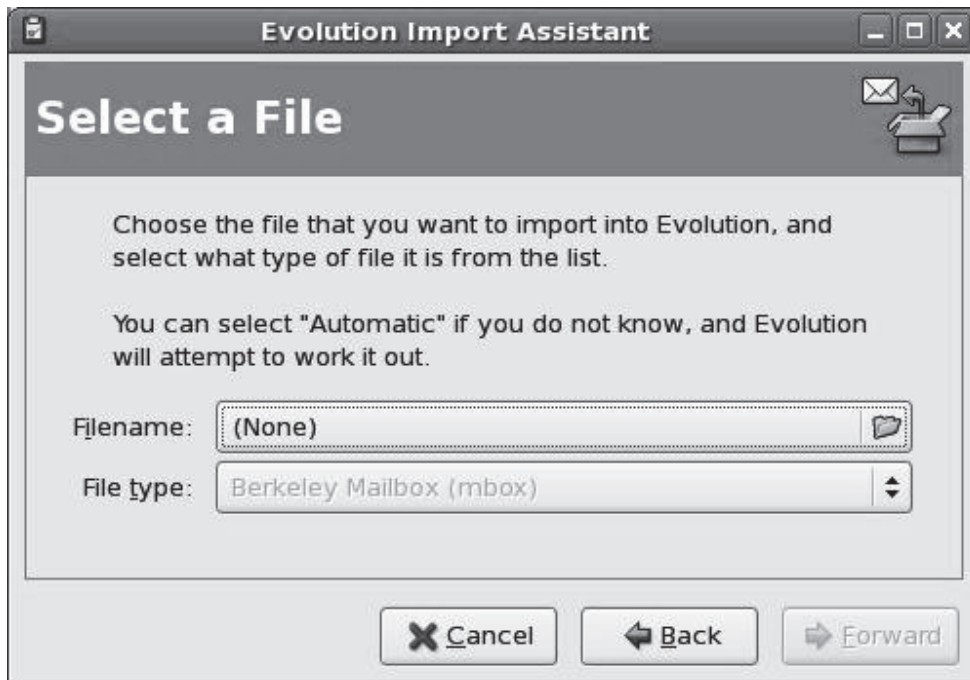 Evolution Import Assistant
Select a File
Choose the file that you want to import into Evolution, and
select what type of file it is from the list.
You can select "Automatic" if you do not know, and Evolution
will attempt to work it out.
Filename: (None)
File type: Berkeley Mailbox (mbox)
Cancel Back Forward